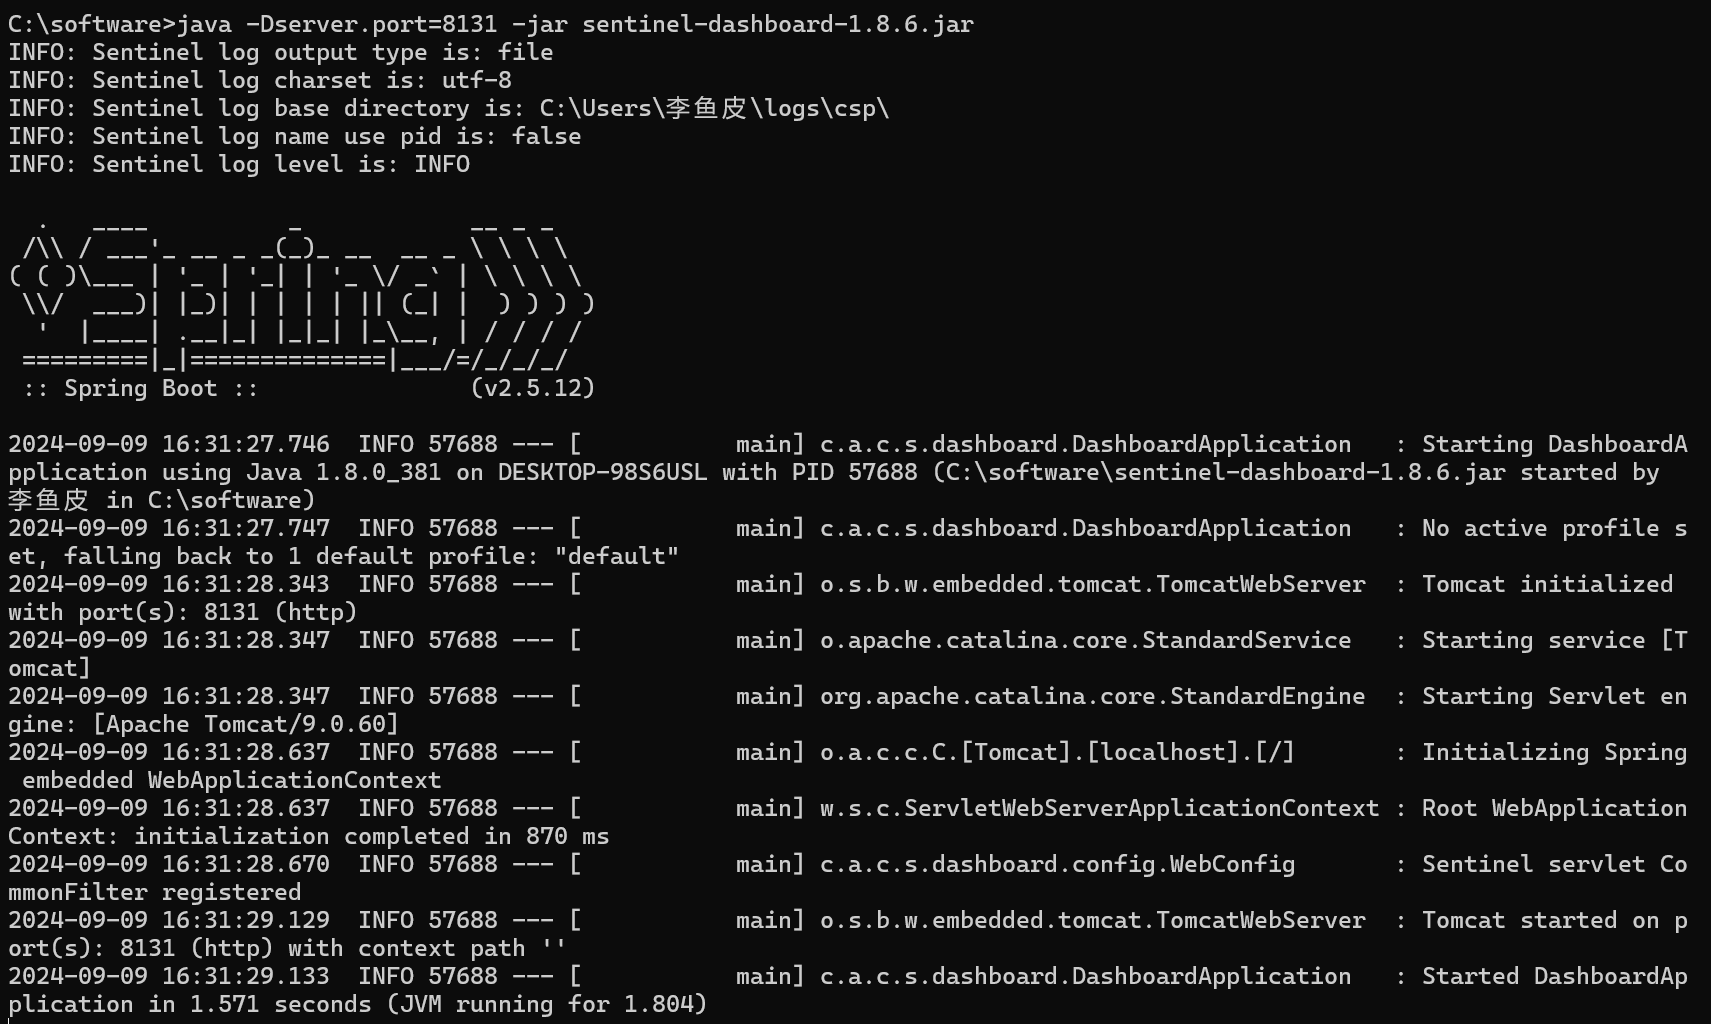 C:\software>java -Dserver.port=8131 -jar sentinel-dashboard-1.8.6.jar
INFO: Sentinel log output type is: file
INFO: Sentinel log charset is: utf-8
INFO: Sentinel log base directory is: C:\Users\李鱼皮\logs\csp\
INFO: Sentinel log name use pid is: false
INFO: Sentinel log level is: INFO

  .   ____          _            __ _ _
 /\\ / ___'_ __ _ _(_)_ __  __ _ \ \ \ \
( ( )\___ | '_ | '_| | '_ \/ _` | \ \ \ \
 \\/  ___)| |_)| | | | | || (_| |  ) ) ) )
  '  |____| .__|_| |_|_| |_\__, | / / / /
 =========|_|==============|___/=/_/_/_/
 :: Spring Boot ::               (v2.5.12)

2024-09-09 16:31:27.746  INFO 57688 --- [           main] c.a.c.s.dashboard.DashboardApplication   : Starting DashboardA
pplication using Java 1.8.0_381 on DESKTOP-98S6USL with PID 57688 (C:\software\sentinel-dashboard-1.8.6.jar started by
李鱼皮 in C:\software)
2024-09-09 16:31:27.747  INFO 57688 --- [           main] c.a.c.s.dashboard.DashboardApplication   : No active profile s
et, falling back to 1 default profile: "default"
2024-09-09 16:31:28.343  INFO 57688 --- [           main] o.s.b.w.embedded.tomcat.TomcatWebServer  : Tomcat initialized
with port(s): 8131 (http)
2024-09-09 16:31:28.347  INFO 57688 --- [           main] o.apache.catalina.core.StandardService   : Starting service [T
omcat]
2024-09-09 16:31:28.347  INFO 57688 --- [           main] org.apache.catalina.core.StandardEngine  : Starting Servlet en
gine: [Apache Tomcat/9.0.60]
2024-09-09 16:31:28.637  INFO 57688 --- [           main] o.a.c.c.C.[Tomcat].[localhost].[/]       : Initializing Spring
 embedded WebApplicationContext
2024-09-09 16:31:28.637  INFO 57688 --- [           main] w.s.c.ServletWebServerApplicationContext : Root WebApplication
Context: initialization completed in 870 ms
2024-09-09 16:31:28.670  INFO 57688 --- [           main] c.a.c.s.dashboard.config.WebConfig       : Sentinel servlet Co
mmonFilter registered
2024-09-09 16:31:29.129  INFO 57688 --- [           main] o.s.b.w.embedded.tomcat.TomcatWebServer  : Tomcat started on p
ort(s): 8131 (http) with context path ''
2024-09-09 16:31:29.133  INFO 57688 --- [           main] c.a.c.s.dashboard.DashboardApplication   : Started DashboardAp
plication in 1.571 seconds (JVM running for 1.804)